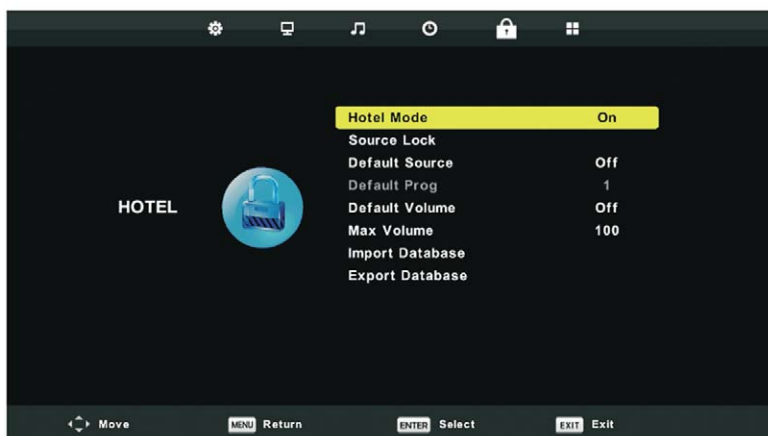 Hotel Mode On
Source Lock
Default Source Off
Default Prog 1
HOTEL
Default Volume Off
Max Volume 100
Import Database
Export Database
Move MENU Return ENTER Select EXIT Exit